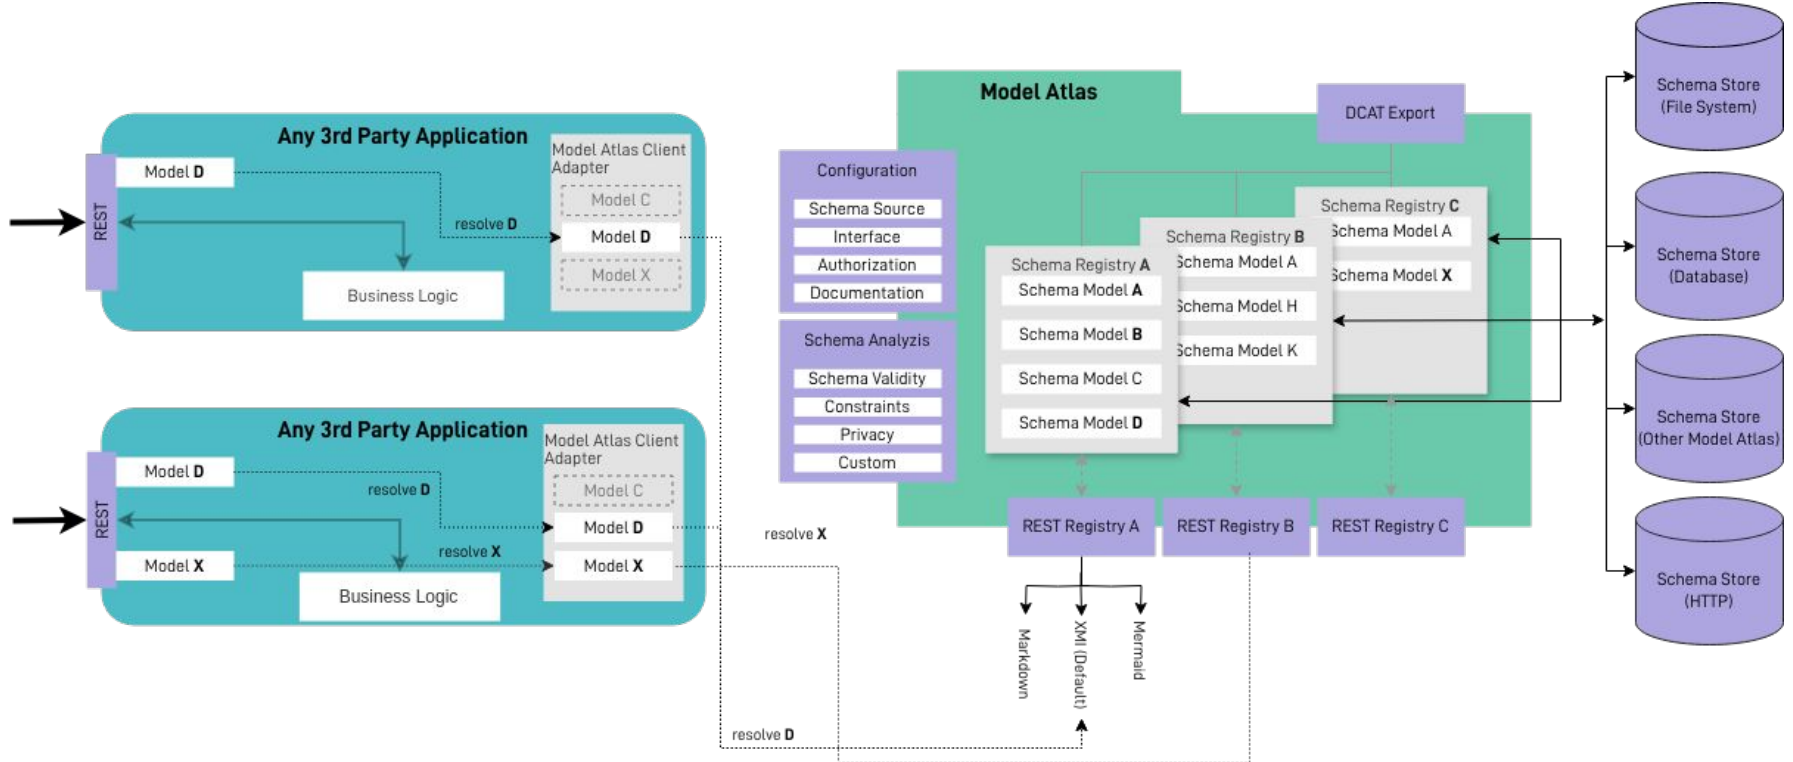 Any 3rd Party Application
REST
Model D
resolve D
Business Logic
Model Atlas Client
Adapter
Model C
Model D
Model X
Any 3rd Party Application
REST
Model D
resolve D
Model X
resolve X
Business Logic
Model Atlas Client
Adapter
Model C
Model D
Model X
resolve X
resolve D
Model Atlas
DCAT Export
Configuration
Schema Source
Interface
Authorization
Documentation
Schema Analyzis
Schema Validity
Constraints
Privacy
Custom
Schema Registry A
Schema Model A
Schema Model B
Schema Model C
Schema Model D
Schema Registry B
Schema Model A
Schema Model H
Schema Model K
Schema Registry C
Schema Model A
Schema Model X
REST Registry A
REST Registry B
REST Registry C
Markdown
XMI (Default)
Mermaid
Schema Store
(File System)
Schema Store
(Database)
Schema Store
(Other Model Atlas)
Schema Store
(HTTP)